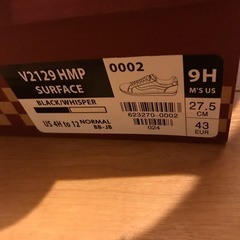 V2129 HMP
SURFACE
0002
BLACK/WHISPER
US 4H to 12
NORMAL
BB-JB
623270-0002
024
9H
M'S US
27.5
CM
43
EUR